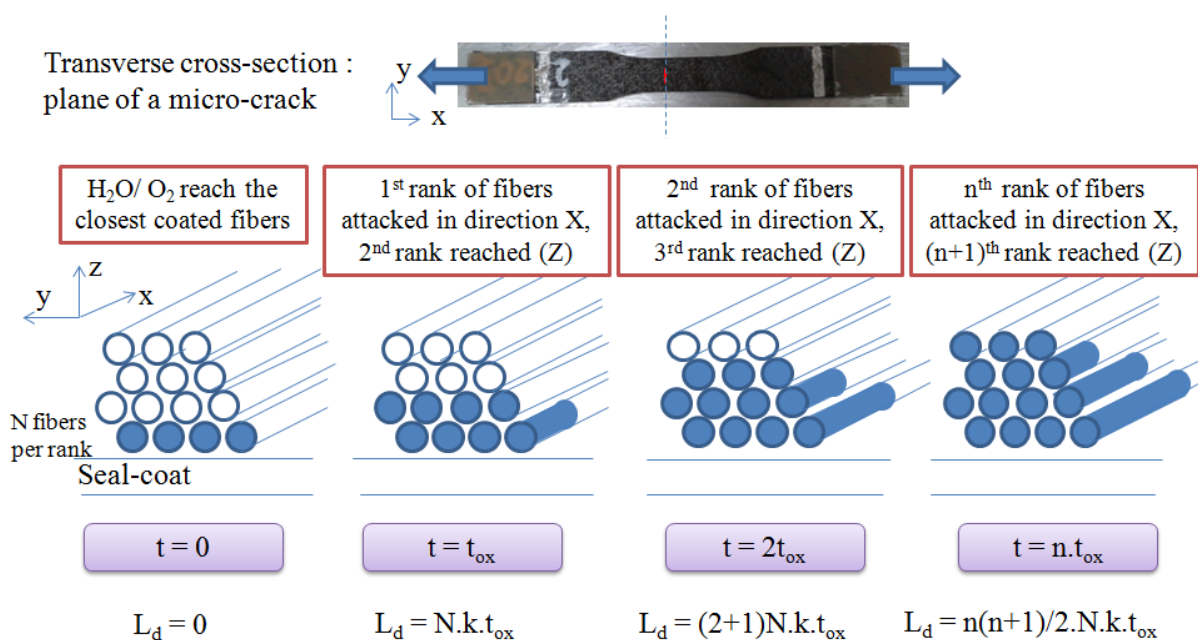 Transverse cross-section :
plane of a micro-crack
y
x
H₂O/ O₂ reach the
closest coated fibers
1st rank of fibers
attacked in direction X,
2nd rank reached (Z)
2nd rank of fibers
attacked in direction X,
3rd rank reached (Z)
nth rank of fibers
attacked in direction X,
(n+1)th rank reached (Z)
z
y
x
N fibers
per rank
Seal-coat
t = 0
t = tox
t = 2tox
t = n.tox
Ld = 0
Ld = N.k.tox
Ld = (2+1)N.k.tox
Ld = n(n+1)/2.N.k.tox